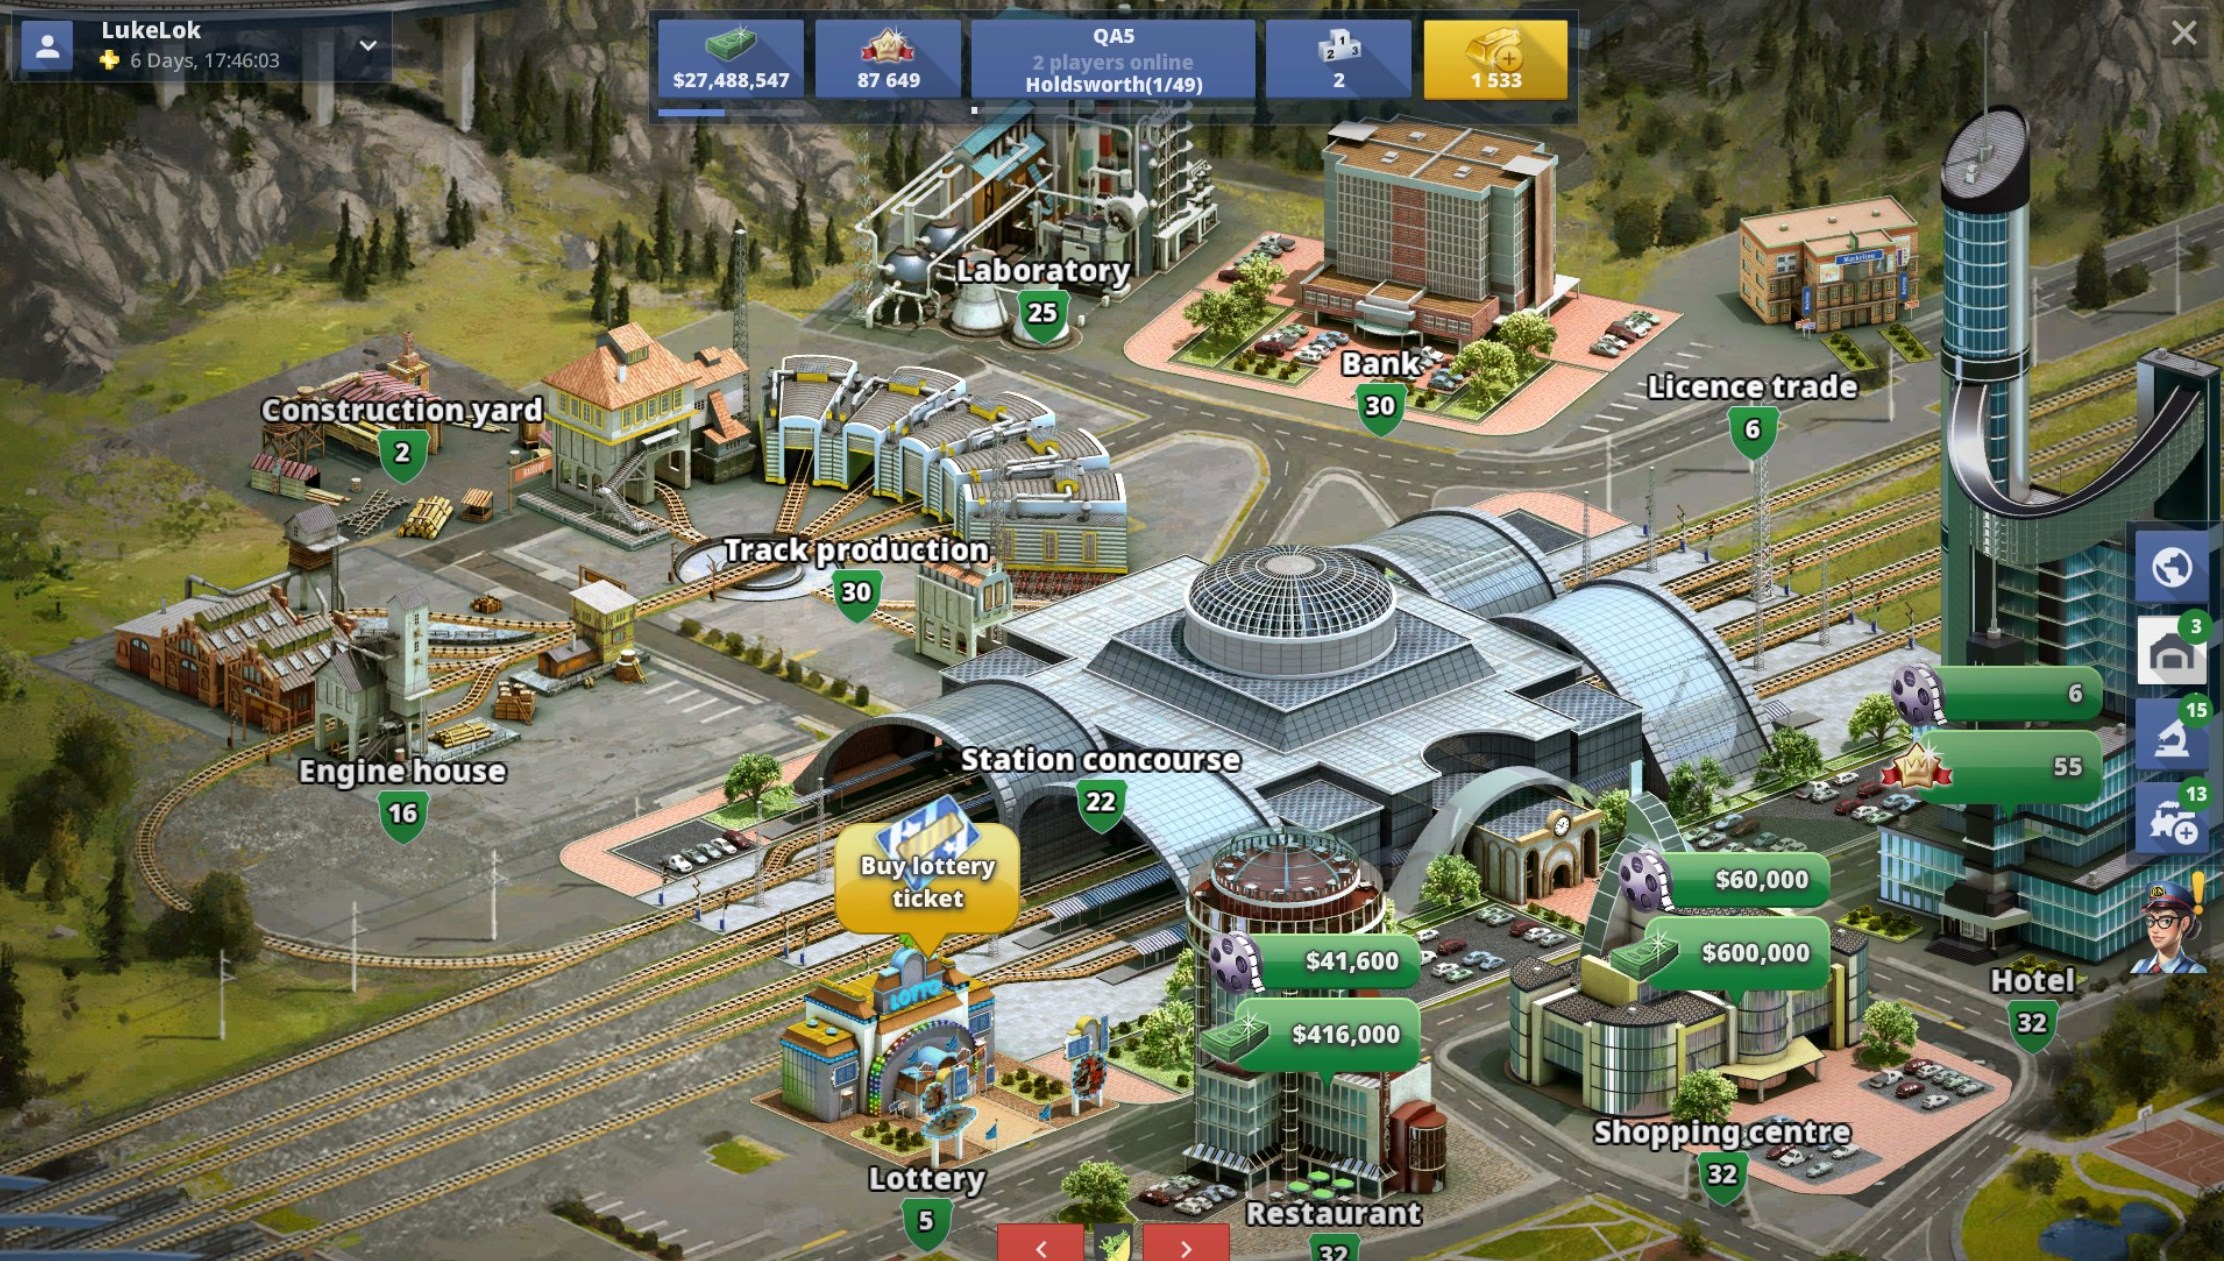 LukeLok
6 Days, 17:46:03
$27,488,547
87 649
QA5
2 players online
Holdsworth(1/49)
2
1 533
Laboratory
25
Bank
30
Marketing
Licence trade
6
Construction yard
2
Track production
30
Engine house
16
Station concourse
22
3
15
13
6
55
Buy lottery
ticket
LOTTO
$60,000
$600,000
$41,600
$416,000
Hotel
32
Shopping centre
32
Lottery
5
Restaurant
32